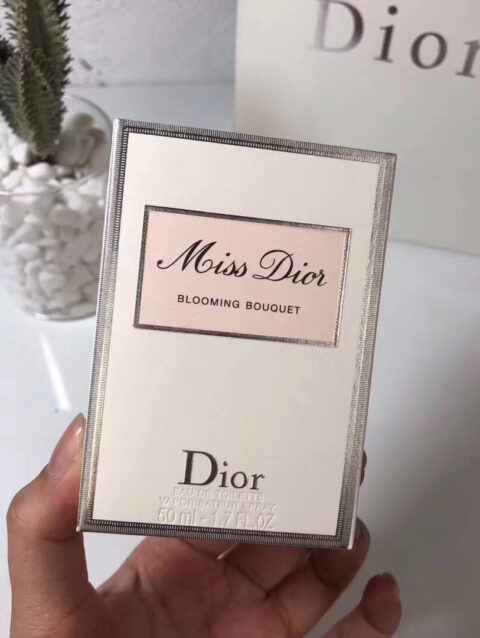 Dior
Miss Dior
BLOOMING BOUQUET
Dior
EAU DE TOILETTE
VAPORISATEUR SPRAY
50 ml - 1.7 FL.OZ